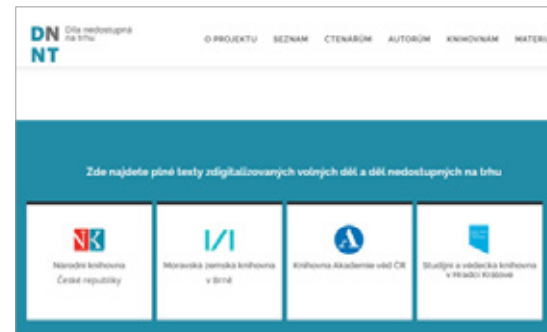 DN Díla nedostupná
na trhu
NT
O PROJEKTU SEZNAM ČTENÁŘŮM AUTORŮM KNIHOVNÁM MATERI
Zde najdete plné texty zdigitalizovaných volných děl a děl nedostupných na trhu
NK
Národní knihovna
České republiky
Moravská zemská knihovna
v Brně
A
Knihovna Akademie věd ČR
Studijní a vědecká knihovna
v Hradci Králové